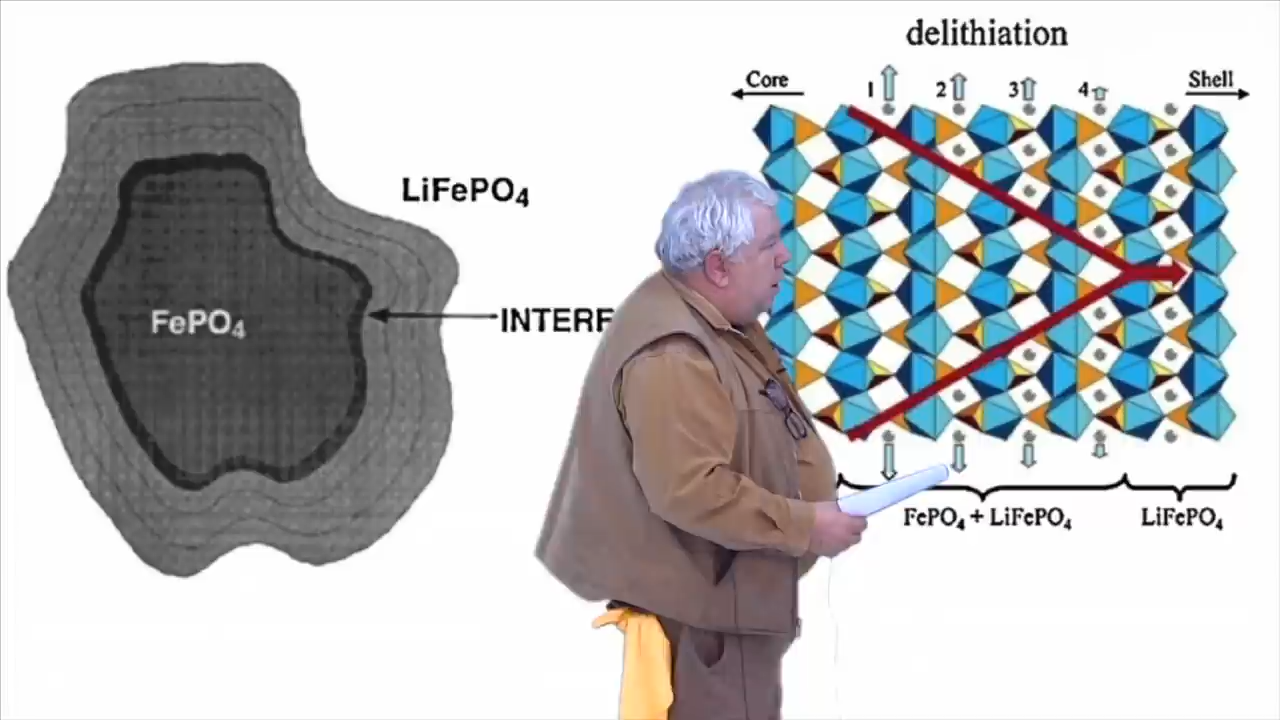 LiFePO₄
FePO₄
INTERF
delithiation
Core
Shell
1 2 3 4
FePO₄ + LiFePO₄
LiFePO₄